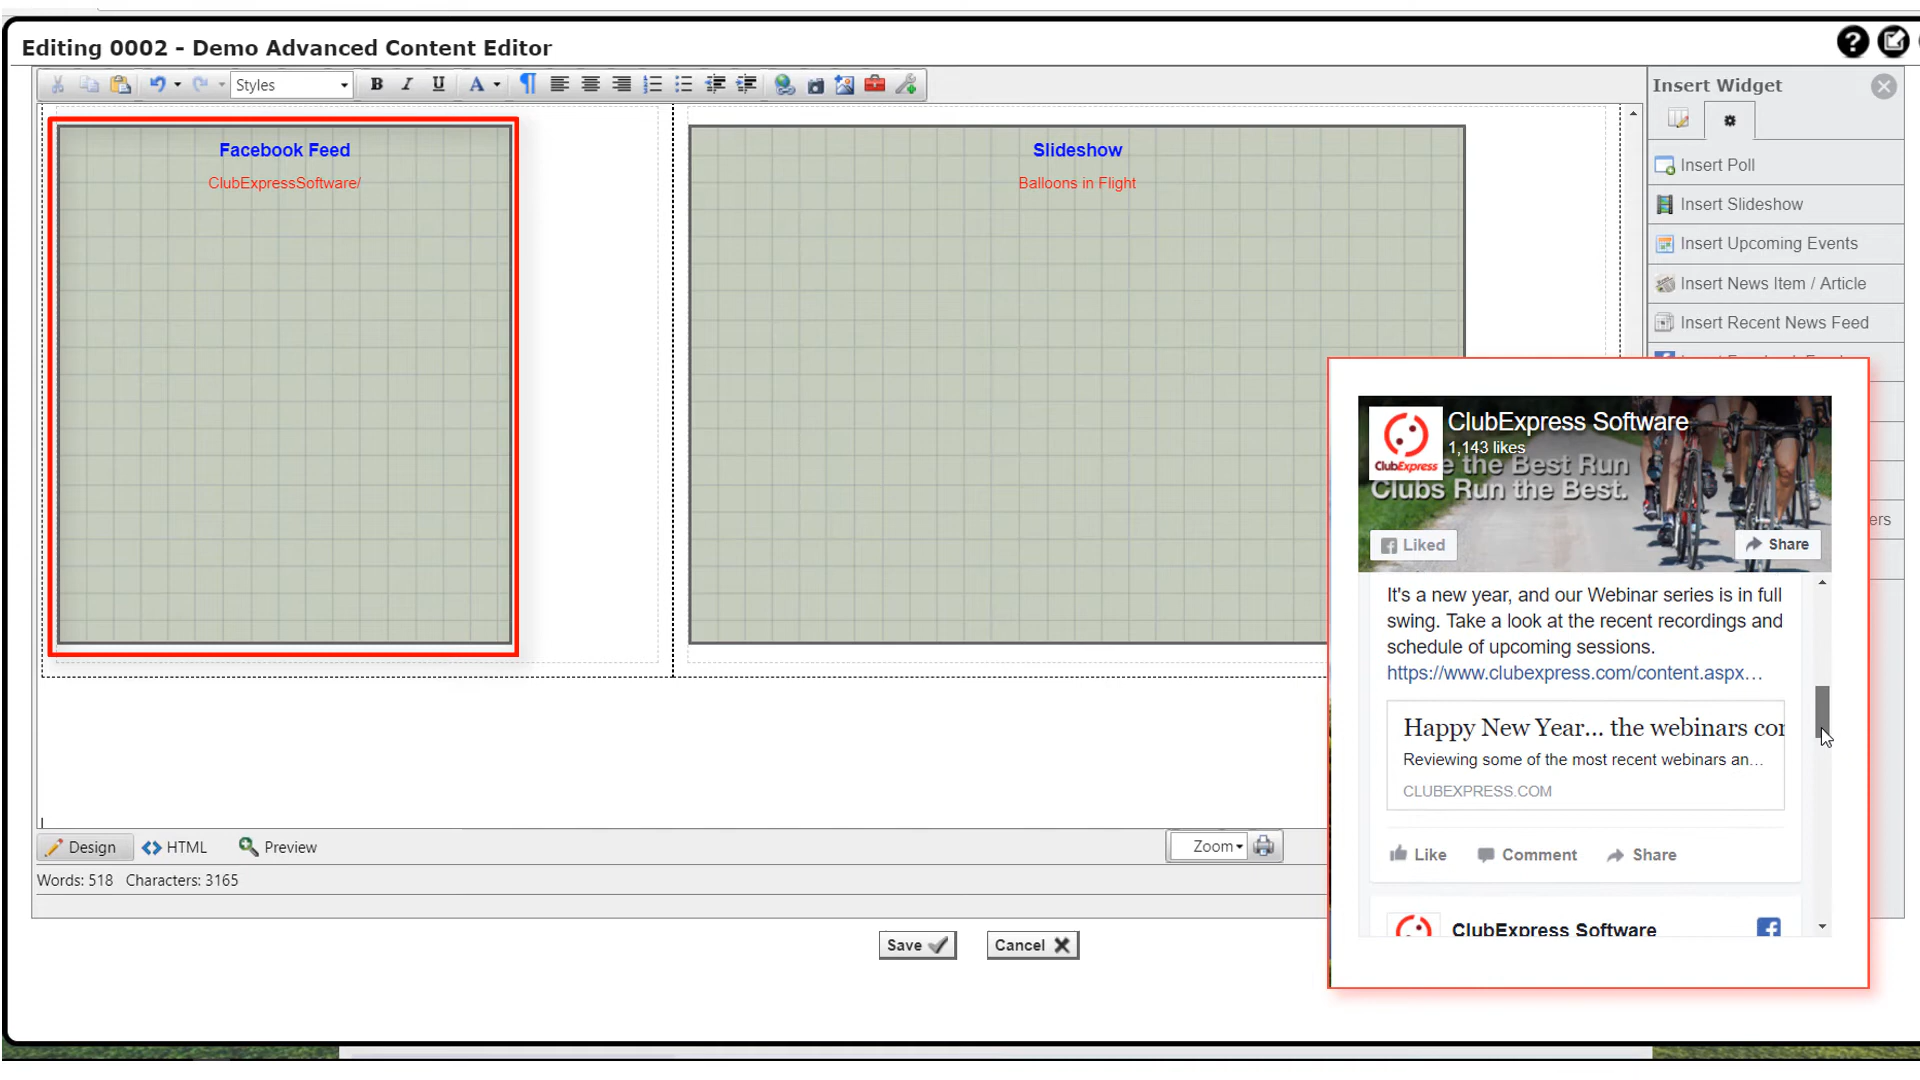 Editing 0002 - Demo Advanced Content Editor
Styles
B I U A
Insert Widget
Facebook Feed
ClubExpressSoftware/
Slideshow
Balloons in Flight
Insert Poll
Insert Slideshow
Insert Upcoming Events
Insert News Item / Article
Insert Recent News Feed
ers
ClubExpress Software
1,143 likes
ClubExpress
e the Best Run
Clubs Run the Best.
Liked
Share
It's a new year, and our Webinar series is in full
swing. Take a look at the recent recordings and
schedule of upcoming sessions.
https://www.clubexpress.com/content.aspx…
Happy New Year... the webinars cor
Reviewing some of the most recent webinars an…
CLUBEXPRESS.COM
Like Comment Share
ClubExpress Software
Design HTML Preview
Zoom
Words: 518 Characters: 3165
Save Cancel